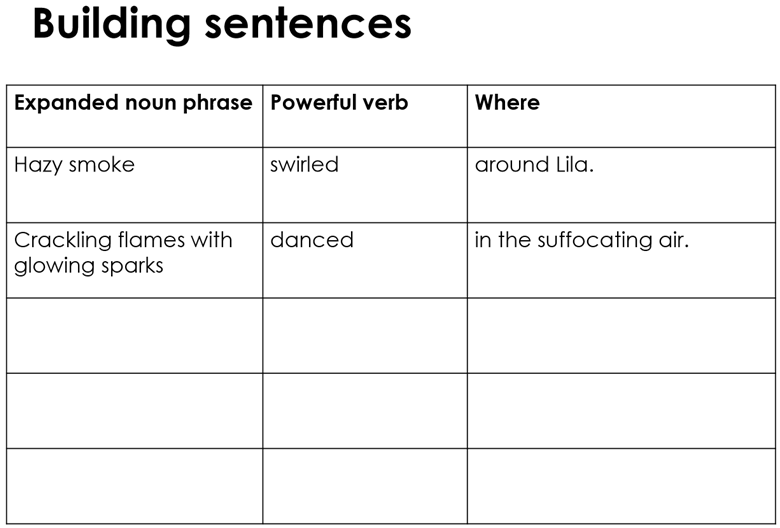 Building sentences
Expanded noun phrase Powerful verb Where
Hazy smoke swirled around Lila.
Crackling flames with danced in the suffocating air.
glowing sparks